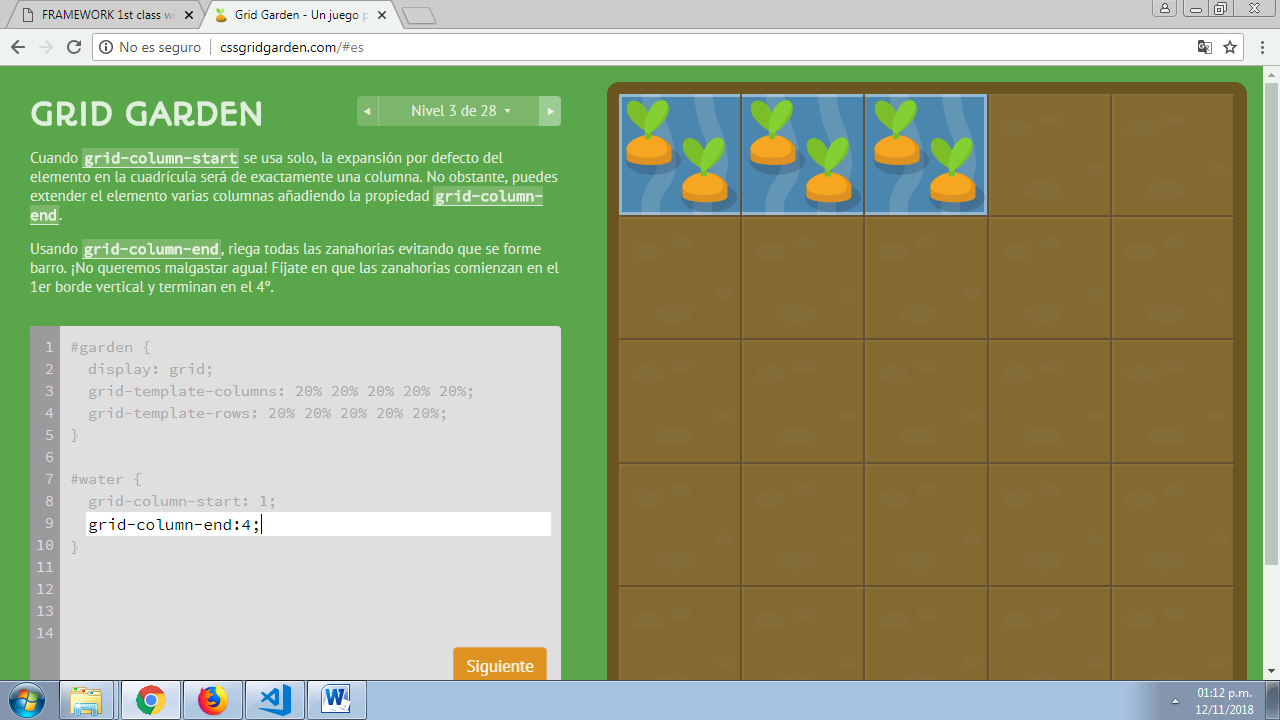 FRAMEWORK 1st class w
Grid Garden - Un juego p
No es seguro
cssgridgarden.com/#es
GRID GARDEN
Nivel 3 de 28
Cuando grid-column-start se usa solo, la expansión por defecto del
elemento en la cuadrícula será de exactamente una columna. No obstante, puedes
extender el elemento varias columnas añadiendo la propiedad grid-column-
end.
Usando grid-column-end, riega todas las zanahorias evitando que se forme
barro. ¡No queremos malgastar agua! Fíjate en que las zanahorias comienzan en el
1er borde vertical y terminan en el 4º.
1 #garden {
2 display: grid;
3 grid-template-columns: 20% 20% 20% 20% 20%;
4 grid-template-rows: 20% 20% 20% 20% 20%;
5 }
6
7 #water {
8 grid-column-start: 1;
9 grid-column-end:4;
10 }
11
12
13
14
Siguiente
01:12 p.m.
12/11/2018